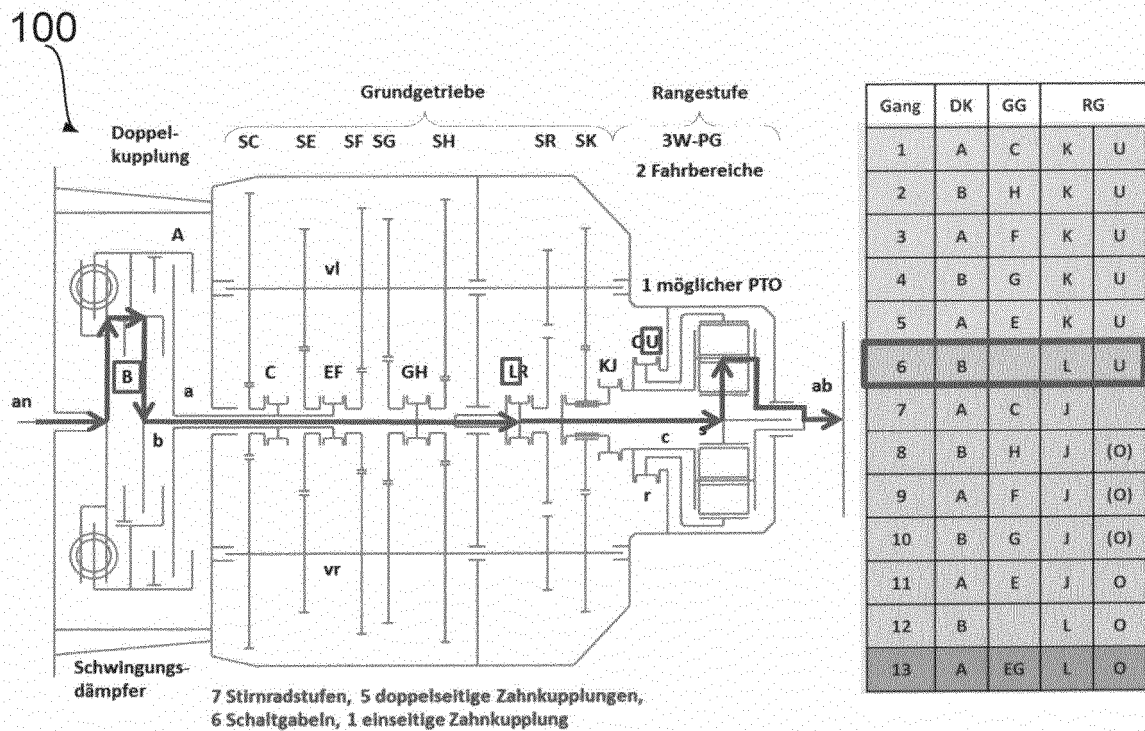 100
Grundgetriebe
Rangestufe
Doppel-
kupplung
SC SE SF SG SH SR SK
3W-PG
2 Fahrbereiche
A
vl
1 möglicher PTO
B
a
C EF GH LR KJ
U
an
ab
b
c
s
r
vr
Schwingungs-
dämpfer
7 Stirnradstufen, 5 doppelseitige Zahnkupplungen,
6 Schaltgabeln, 1 einseitige Zahnkupplung
Gang DK GG RG
1 A C K U
2 B H K U
3 A F K U
4 B G K U
5 A E K U
6 B L U
7 A C J
8 B H J (O)
9 A F J (O)
10 B G J (O)
11 A E J O
12 B L O
13 A EG L O